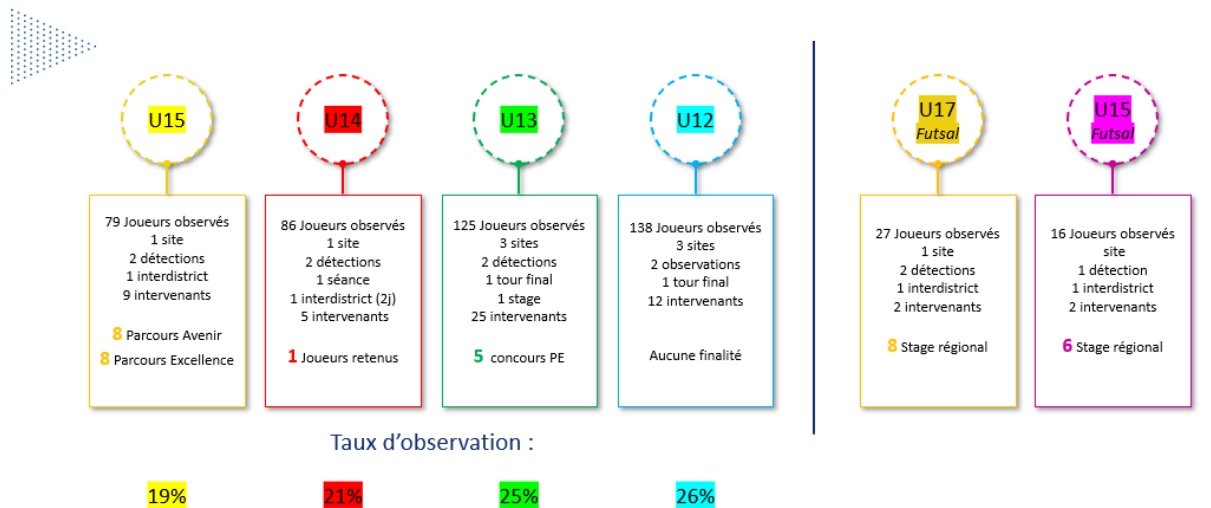 U15
79 Joueurs observés
1 site
2 détections
1 interdistrict
9 intervenants
8 Parcours Avenir
8 Parcours Excellence
U14
86 Joueurs observés
1 site
2 détections
1 séance
1 interdistrict (2j)
5 intervenants
1 Joueurs retenus
U13
125 Joueurs observés
3 sites
2 détections
1 tour final
1 stage
25 intervenants
5 concours PE
U12
138 Joueurs observés
3 sites
2 observations
1 tour final
12 intervenants
Aucune finalité
U17
Futsal
27 Joueurs observés
1 site
2 détections
1 interdistrict
2 intervenants
8 Stage régional
U15
Futsal
16 Joueurs observés
site
1 détection
1 interdistrict
2 intervenants
6 Stage régional
Taux d’observation :
19%
21%
25%
26%